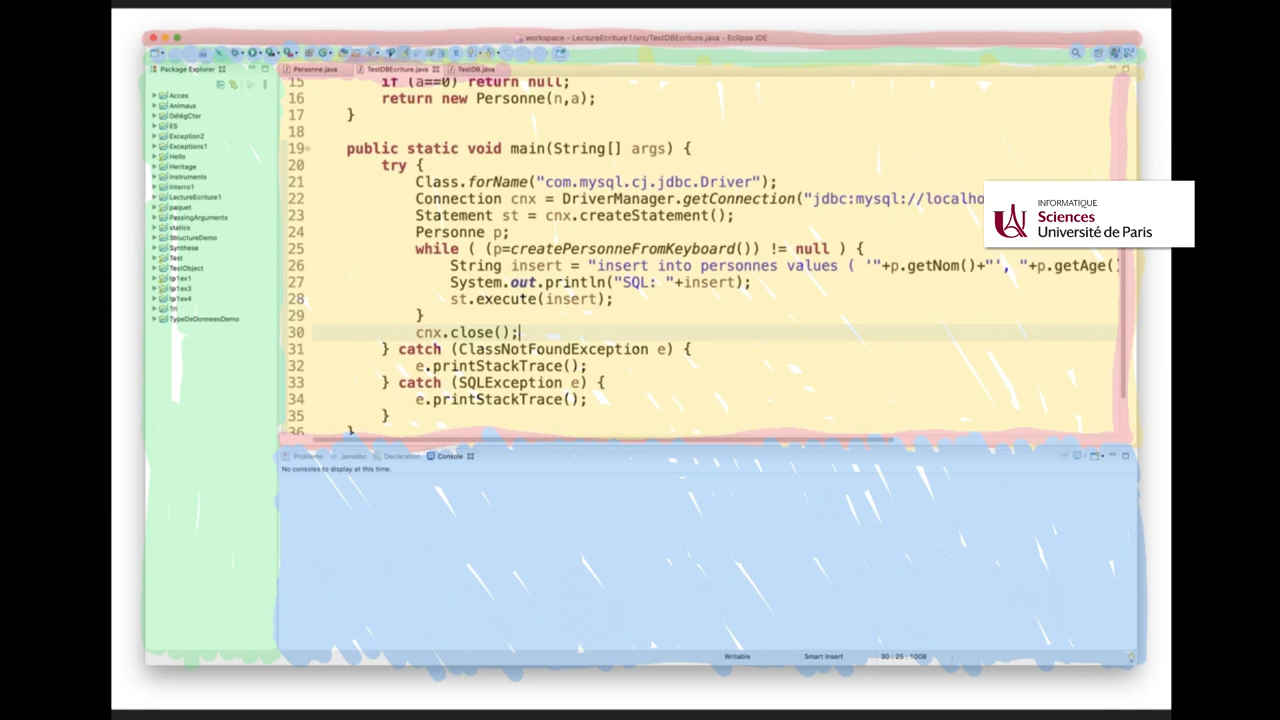 workspace - LectureEcriture1/src/TestDBEcriture.java - Eclipse IDE
Package Explorer
Personne.java
TestDBEcriture.java
TestDB.java
Acces
Animaux
DélégCtor
ES
Exception2
Exceptions1
Hello
Heritage
Instruments
Interro1
LectureEcriture1
paquet
PassingArguments
statics
StructureDemo
Synthese
Test
TestObject
tp1ex1
tp1ex3
tp1ex4
Tri
TypeDeDonneesDemo
15 if (a==0) return null;
16 return new Personne(n,a);
17 }
18
19 public static void main(String[] args) {
20 try {
21 Class.forName("com.mysql.cj.jdbc.Driver");
22 Connection cnx = DriverManager.getConnection("jdbc:mysql://localho
23 Statement st = cnx.createStatement();
24 Personne p;
25 while ( (p=createPersonneFromKeyboard()) != null ) {
26 String insert = "insert into personnes values ( '"+p.getNom()+"', "+p.getAge()
27 System.out.println("SQL: "+insert);
28 st.execute(insert);
29 }
30 cnx.close();
31 } catch (ClassNotFoundException e) {
32 e.printStackTrace();
33 } catch (SQLException e) {
34 e.printStackTrace();
35 }
36 }
INFORMATIQUE
Sciences
Université de Paris
Problems
Javadoc
Declaration
Console
No consoles to display at this time.
Writable
Smart Insert
30 : 25 : 1008